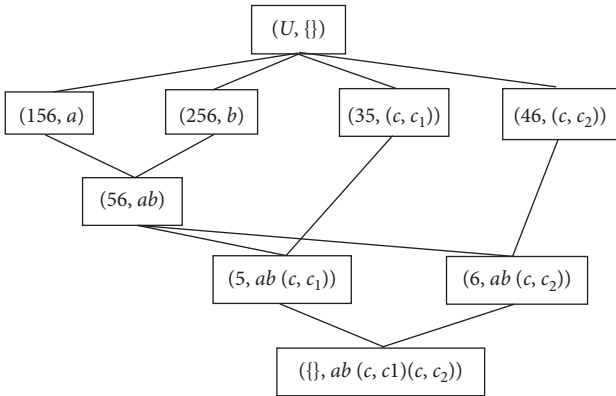 (U, {})
(156, a)
(256, b)
(35, (c, c₁))
(46, (c, c₂))
(56, ab)
(5, ab (c, c₁))
(6, ab (c, c₂))
({}, ab (c, c1)(c, c₂))